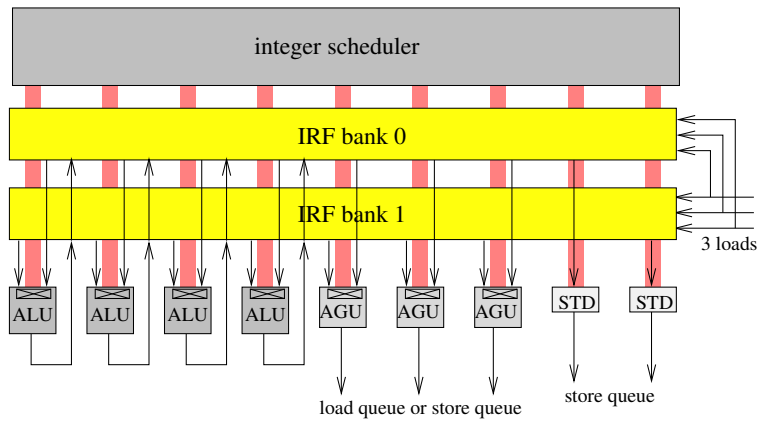 integer scheduler
IRF bank 0
IRF bank 1
3 loads
ALU ALU ALU ALU AGU AGU AGU STD STD
load queue or store queue
store queue